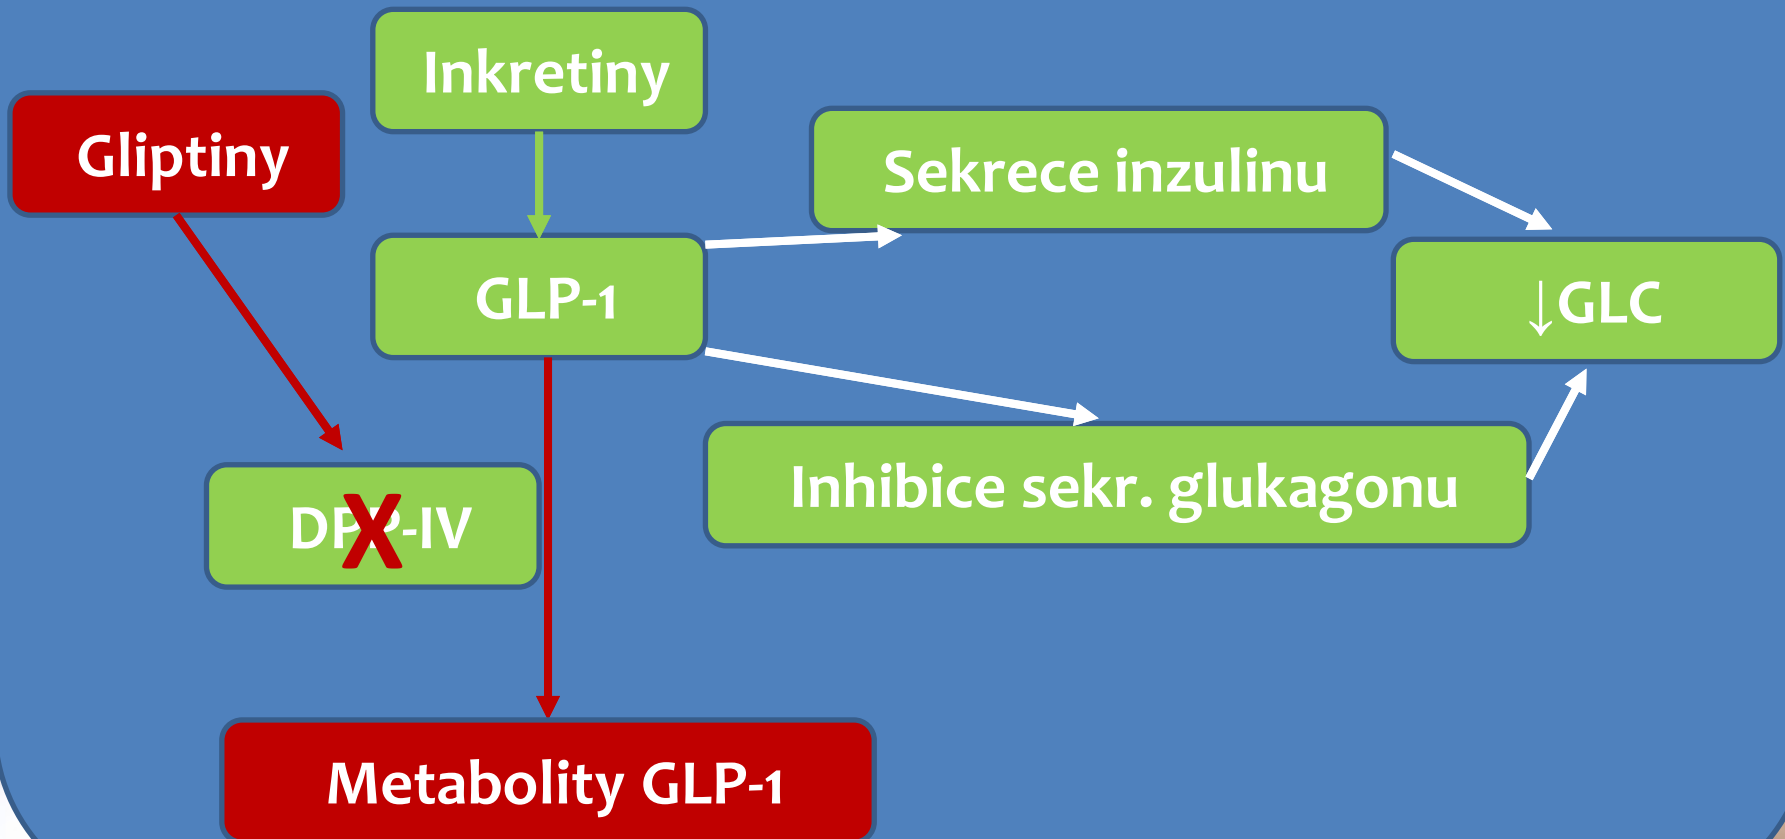 Inkretiny
Gliptiny
Sekrece inzulinu
GLP-1
↓GLC
Inhibice sekr. glukagonu
DPP-IV
X
Metabolity GLP-1